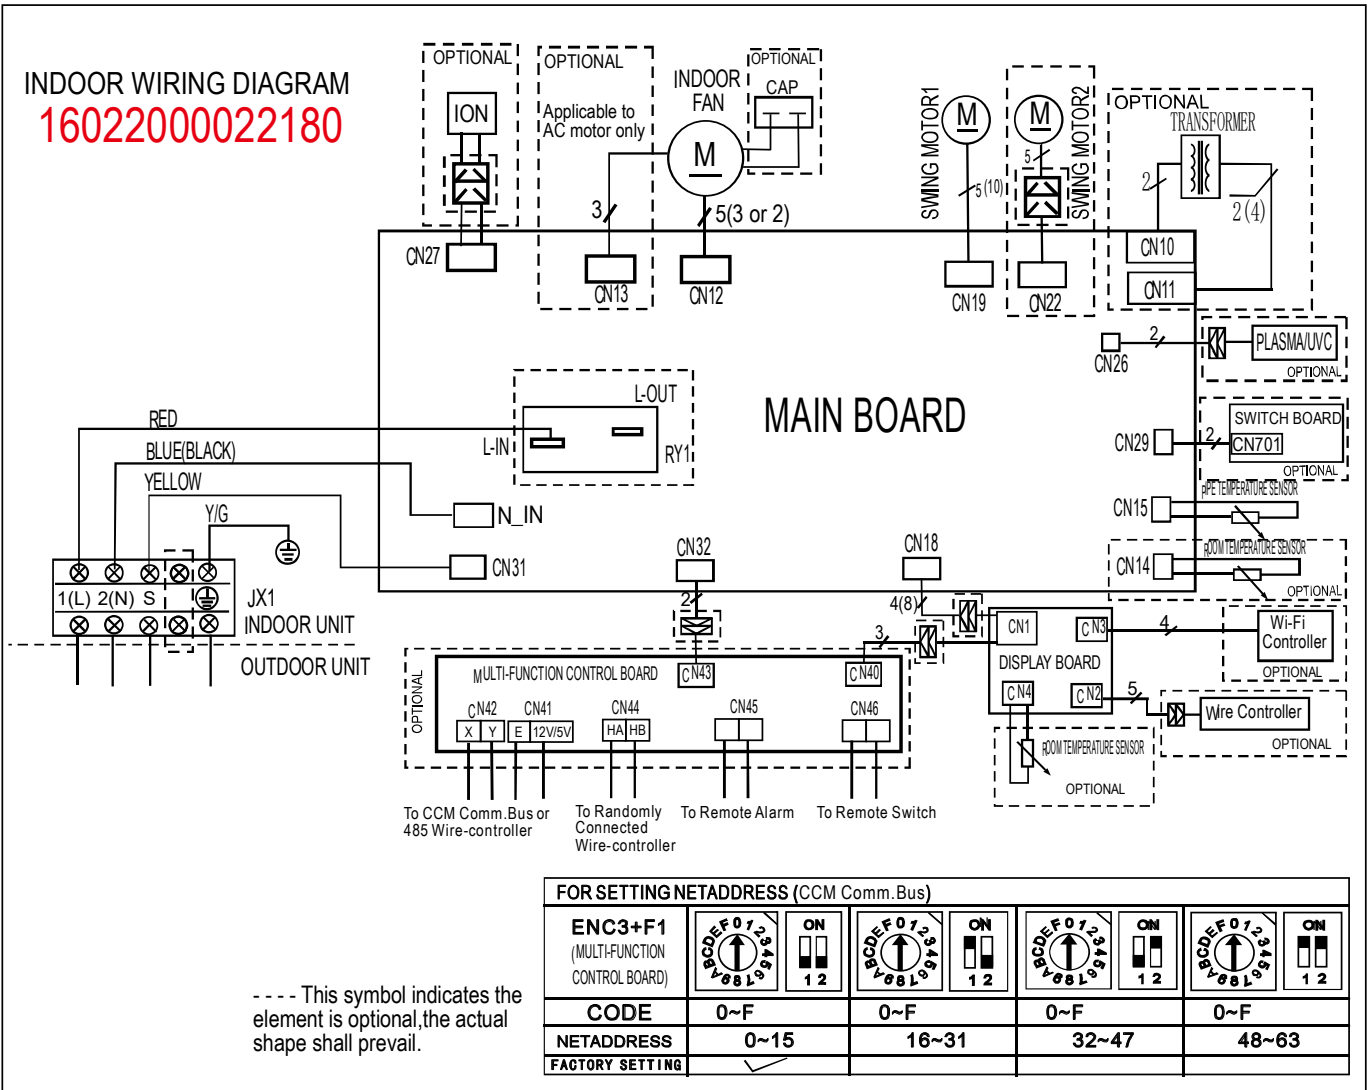 INDOOR WIRING DIAGRAM
16022000022180
OPTIONAL
ION
CN27
OPTIONAL
Applicable to
AC motor only
3
CN13
INDOOR
FAN
M
5(3 or 2)
CN12
OPTIONAL
CAP
SWING MOTOR1
M
5(10)
CN19
M
5
SWING MOTOR2
CN22
OPTIONAL
TRANSFORMER
2
2(4)
CN10
CN11
CN26
2
PLASMA/UVC
OPTIONAL
MAIN BOARD
L-OUT
L-IN
RY1
CN29
2
SWITCH BOARD
CN701
OPTIONAL
PIPE TEMPERATURE SENSOR
CN15
ROOM TEMPERATURE SENSOR
CN14
OPTIONAL
RED
BLUE(BLACK)
YELLOW
Y/G
N_IN
CN31
1(L) 2(N) S
JX1
INDOOR UNIT
OUTDOOR UNIT
CN32
2
CN18
4(8)
3
OPTIONAL
MULTI-FUNCTION CONTROL BOARD
CN43
CN40
CN42
X Y
CN41
E 12V/5V
CN44
HA HB
CN45
CN46
To CCM Comm.Bus or
485 Wire-controller
To Randomly
Connected
Wire-controller
To Remote Alarm
To Remote Switch
CN1
CN3
DISPLAY BOARD
CN4
CN2
4
Wi-Fi
Controller
OPTIONAL
5
Wire Controller
OPTIONAL
ROOM TEMPERATURE SENSOR
OPTIONAL
FOR SETTING NETADDRESS (CCM Comm.Bus)
ENC3+F1
(MULTI-FUNCTION
CONTROL BOARD)
0123456789ABCDEF
ON
1 2
0123456789ABCDEF
ON
1 2
0123456789ABCDEF
ON
1 2
0123456789ABCDEF
ON
1 2
CODE 0~F 0~F 0~F 0~F
NETADDRESS 0~15 16~31 32~47 48~63
FACTORY SETTING
- - - - This symbol indicates the
element is optional,the actual
shape shall prevail.